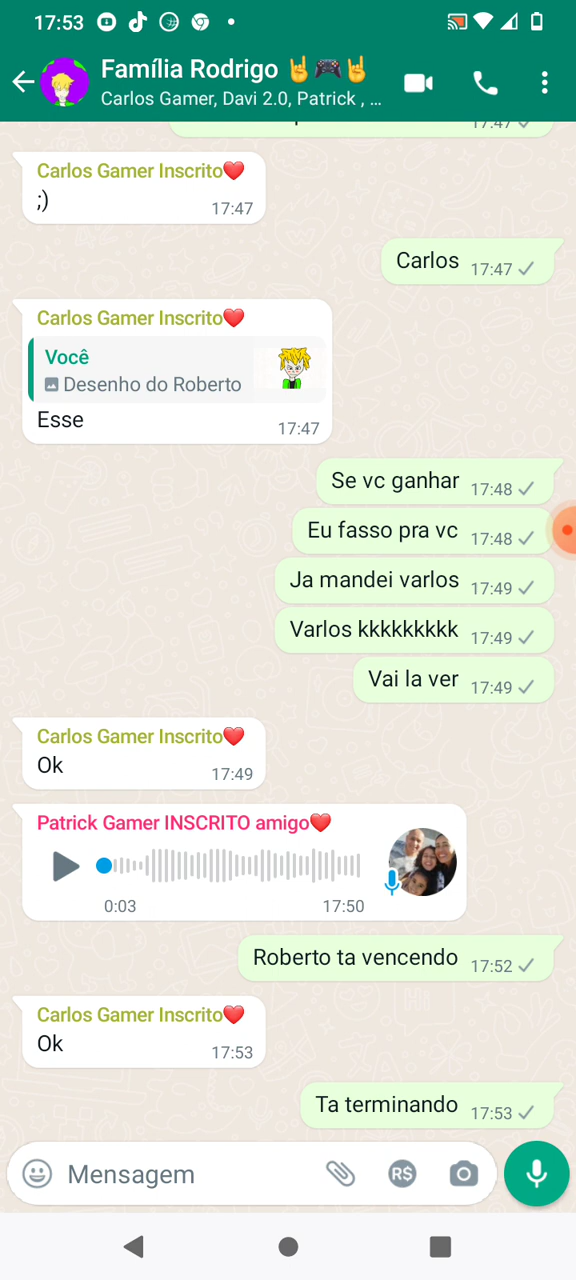 17:53
Família Rodrigo 🤘🎮🤘
Carlos Gamer, Davi 2.0, Patrick , ...
17:47
Carlos Gamer Inscrito❤️
;)
17:47
Carlos
17:47
Carlos Gamer Inscrito❤️
Você
Desenho do Roberto
Esse
17:47
Se vc ganhar
17:48
Eu fasso pra vc
17:48
Ja mandei varlos
17:49
Varlos kkkkkkkkk
17:49
Vai la ver
17:49
Carlos Gamer Inscrito❤️
Ok
17:49
Patrick Gamer INSCRITO amigo❤️
0:03
17:50
Roberto ta vencendo
17:52
Carlos Gamer Inscrito❤️
Ok
17:53
Ta terminando
17:53
Mensagem
R$